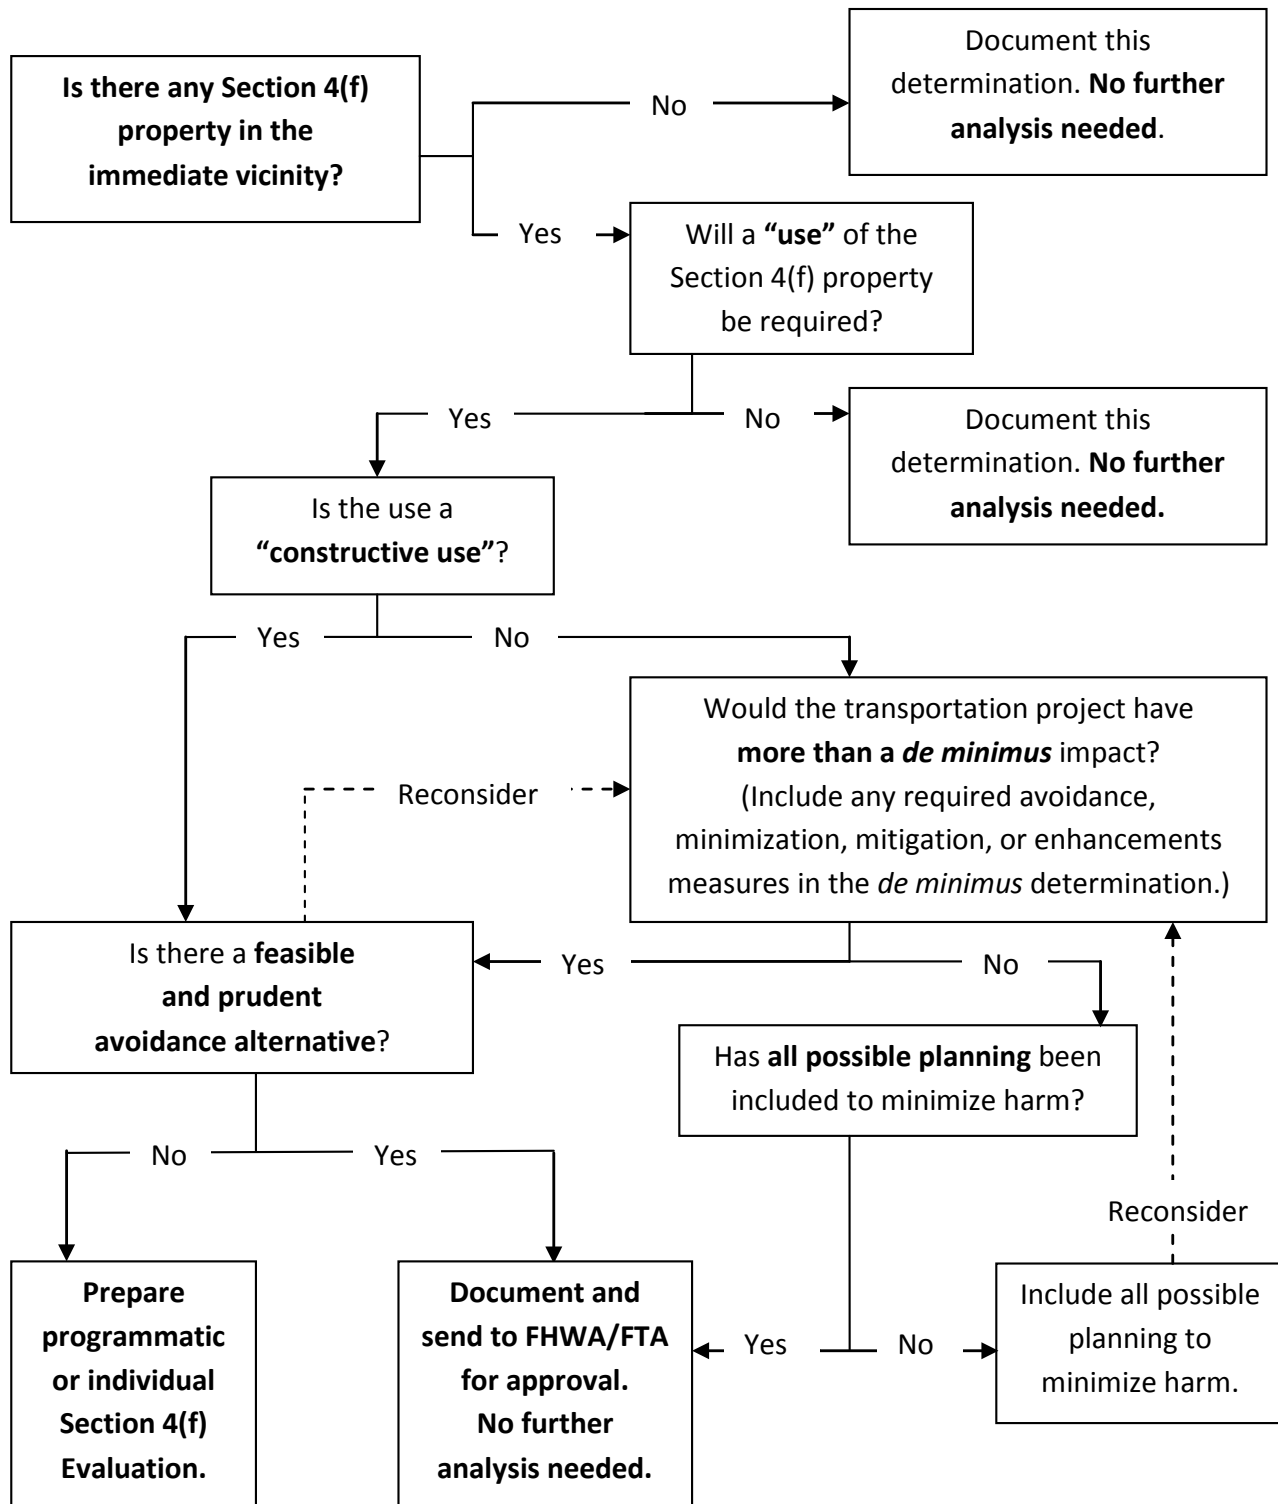 Is there any Section 4(f)
property in the
immediate vicinity?
No
Document this
determination. No further
analysis needed.
Yes
Will a “use” of the
Section 4(f) property
be required?
Yes
No
Document this
determination. No further
analysis needed.
Is the use a
“constructive use”?
Yes
No
Would the transportation project have
more than a de minimus impact?
(Include any required avoidance,
minimization, mitigation, or enhancements
measures in the de minimus determination.)
Reconsider
Is there a feasible
and prudent
avoidance alternative?
Yes
No
Has all possible planning been
included to minimize harm?
No
Yes
Reconsider
Prepare
programmatic
or individual
Section 4(f)
Evaluation.
Document and
send to FHWA/FTA
for approval.
No further
analysis needed.
Yes
No
Include all possible
planning to
minimize harm.